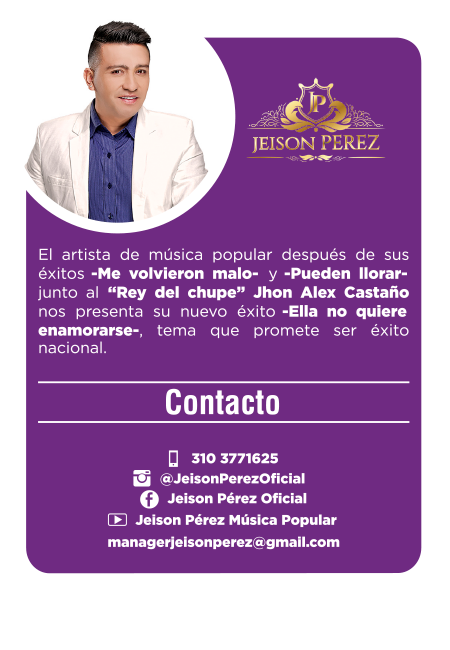 JP
JEISON PEREZ
El artista de música popular después de sus
éxitos -Me volvieron malo- y -Pueden llorar-
junto al “Rey del chupe” Jhon Alex Castaño
nos presenta su nuevo éxito -Ella no quiere
enamorarse-, tema que promete ser éxito
nacional.
Contacto
310 3771625
@JeisonPerezOficial
Jeison Pérez Oficial
Jeison Pérez Música Popular
managerjeisonperez@gmail.com